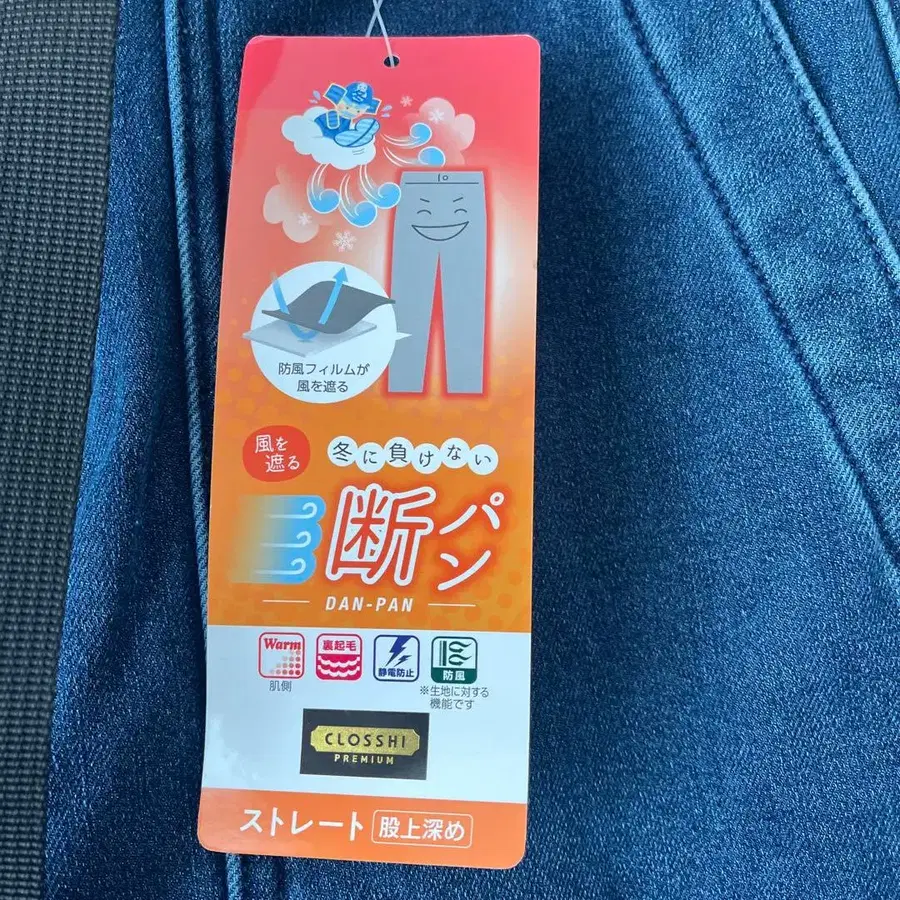 冬
防風フィルムが
風を遮る
風を
遮る
冬に負けない
断パン
DAN-PAN
Warm
肌側
裏起毛
静電防止
防風
※生地に対する
機能です
CLOSSHI
PREMIUM
ストレート 股上深め